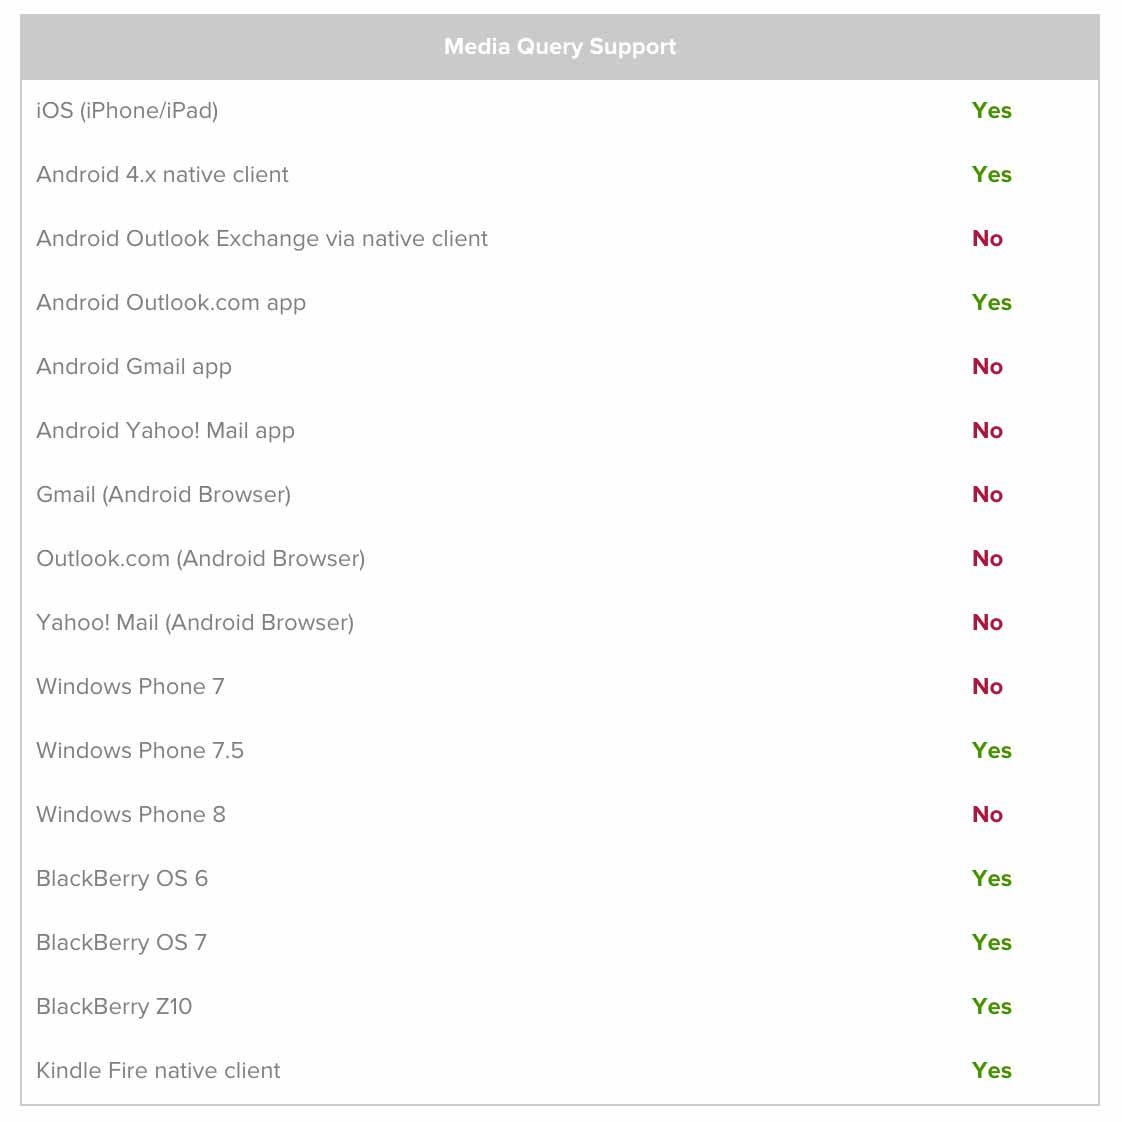 Media Query Support
iOS (iPhone/iPad) Yes
Android 4.x native client Yes
Android Outlook Exchange via native client No
Android Outlook.com app Yes
Android Gmail app No
Android Yahoo! Mail app No
Gmail (Android Browser) No
Outlook.com (Android Browser) No
Yahoo! Mail (Android Browser) No
Windows Phone 7 No
Windows Phone 7.5 Yes
Windows Phone 8 No
BlackBerry OS 6 Yes
BlackBerry OS 7 Yes
BlackBerry Z10 Yes
Kindle Fire native client Yes